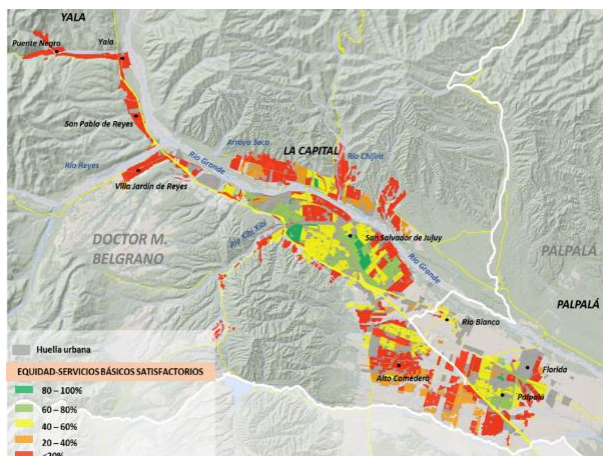 YALA
Puente Negro
Yala
San Pablo de Reyes
Arroyo Seco
LA CAPITAL
Río Chijira
Río Grande
Río Reyes
Villa Jardín de Reyes
Río Xibi Xibi
San Salvador de Jujuy
DOCTOR M.
BELGRANO
PALPALÁ
Río Grande
PALPALÁ
Río Blanco
Huella urbana
Florida
EQUIDAD-SERVICIOS BÁSICOS SATISFACTORIOS
Alto Comedero
80 – 100%
Palpalá
60 – 80%
40 – 60%
20 – 40%
<20%